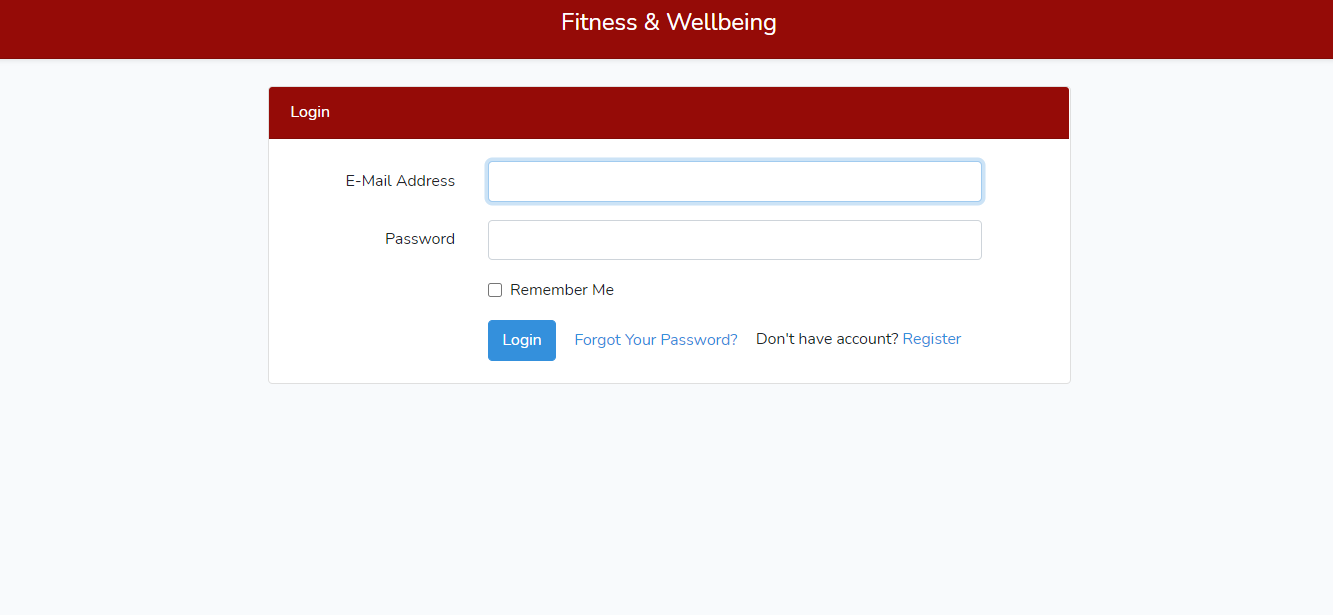 Fitness & Wellbeing
Login
E-Mail Address
Password
Remember Me
Login Forgot Your Password? Don't have account? Register